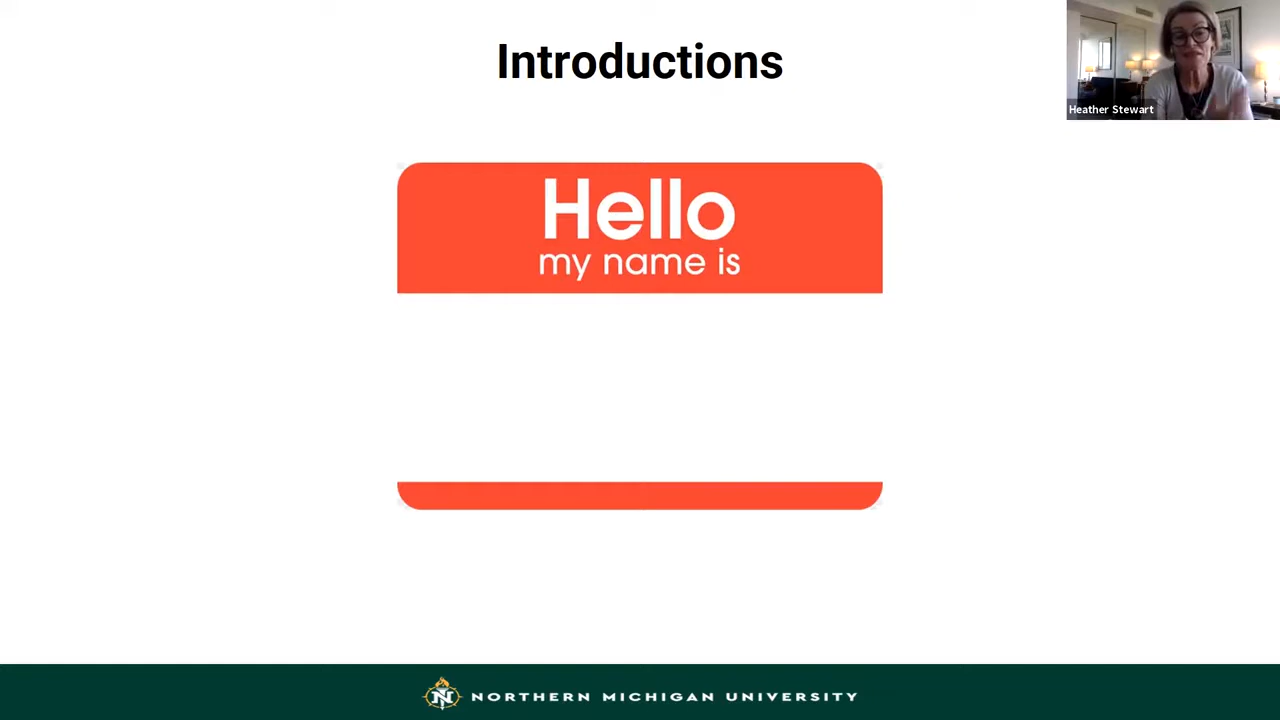 Introductions
Heather Stewart
Hello
my name is
N
NORTHERN MICHIGAN UNIVERSITY